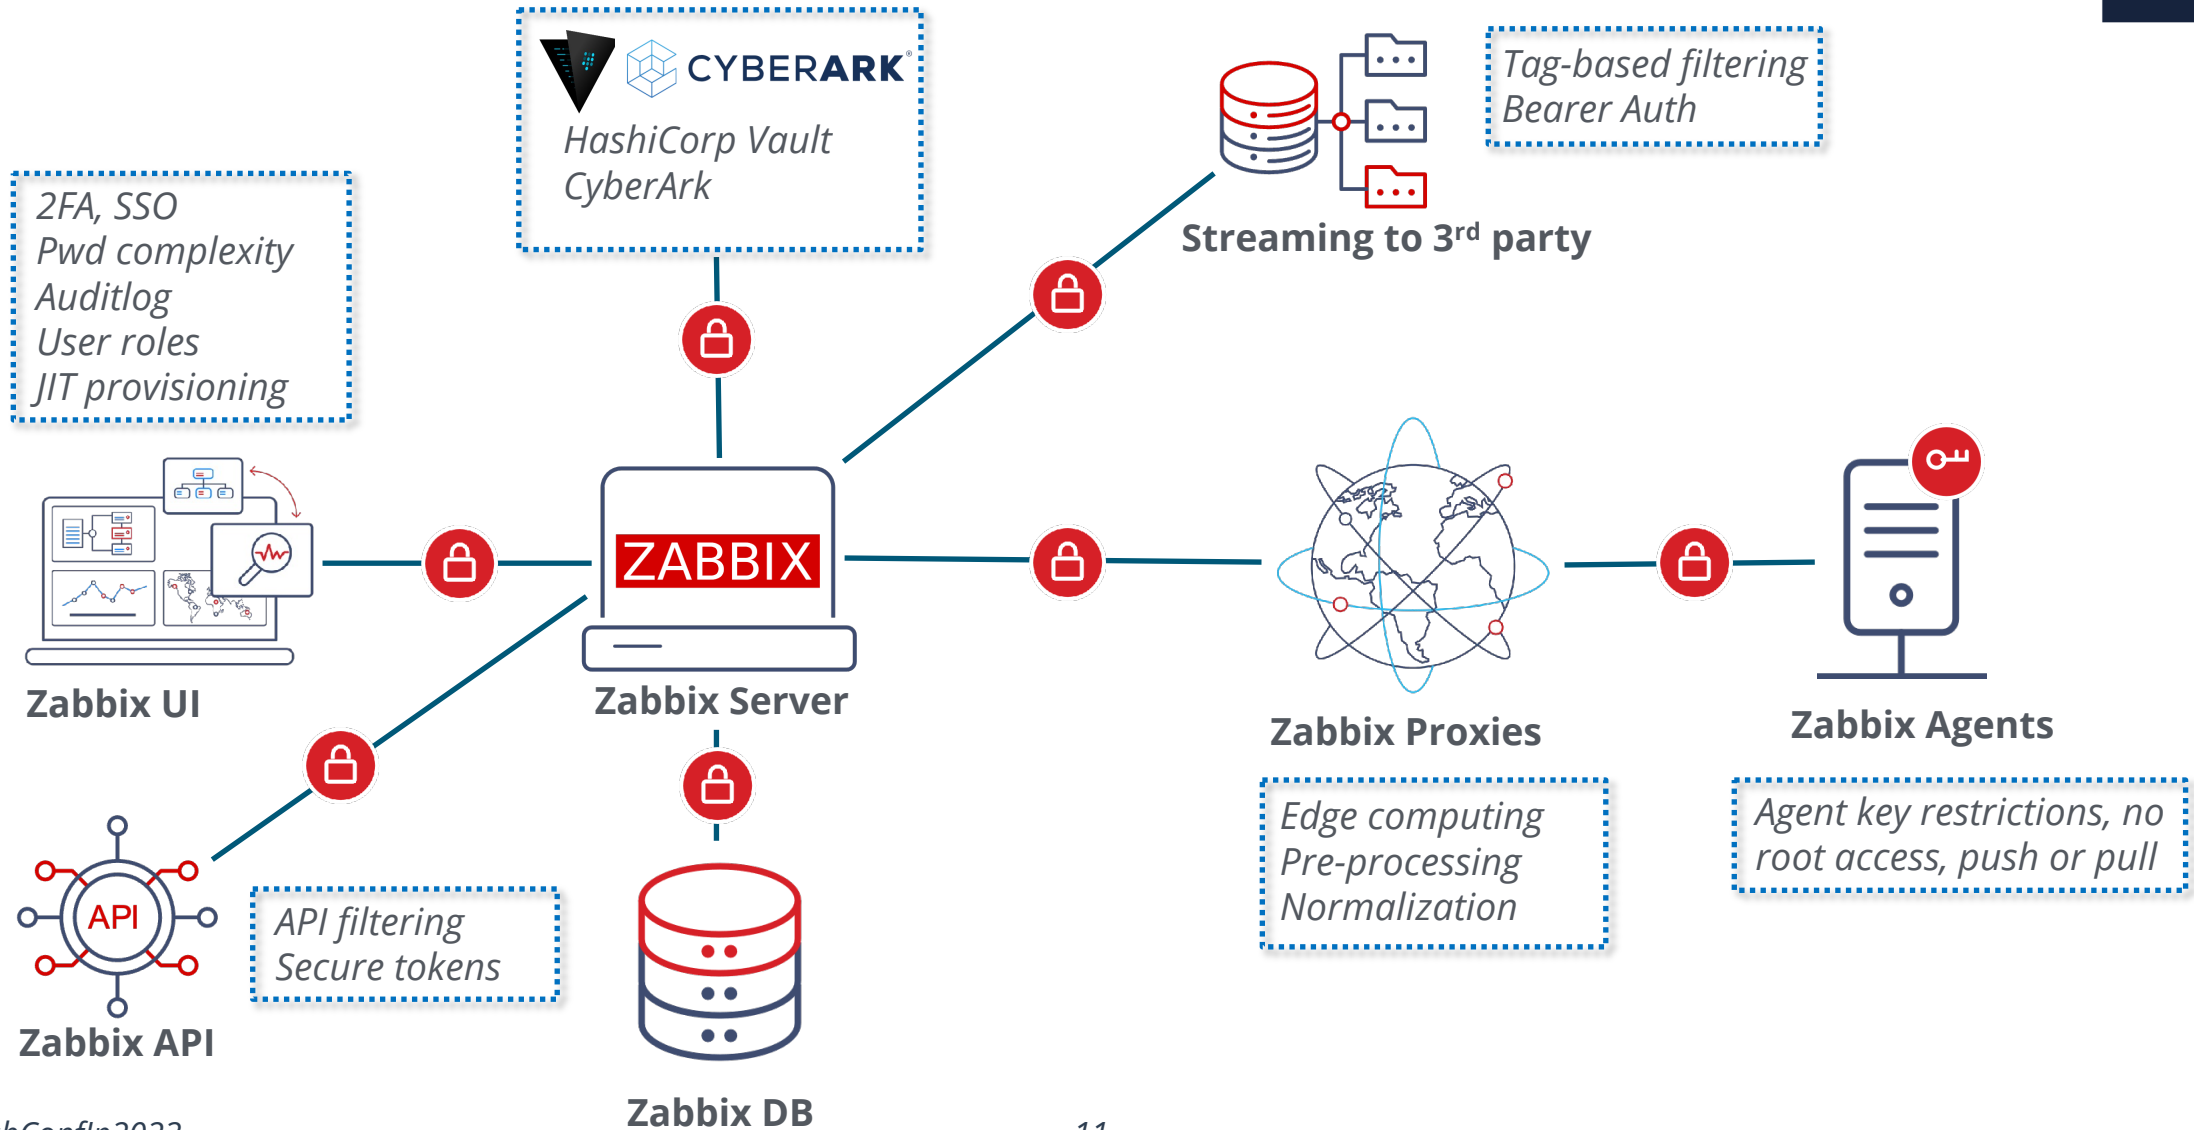 CYBERARK®
HashiCorp Vault
CyberArk
Tag-based filtering
Bearer Auth
2FA, SSO
Pwd complexity
Auditlog
User roles
JIT provisioning
Streaming to 3rd party
ZABBIX
Zabbix UI
Zabbix Server
Zabbix Proxies
Zabbix Agents
Edge computing
Pre-processing
Normalization
Agent key restrictions, no
root access, push or pull
API
API filtering
Secure tokens
Zabbix API
Zabbix DB
11